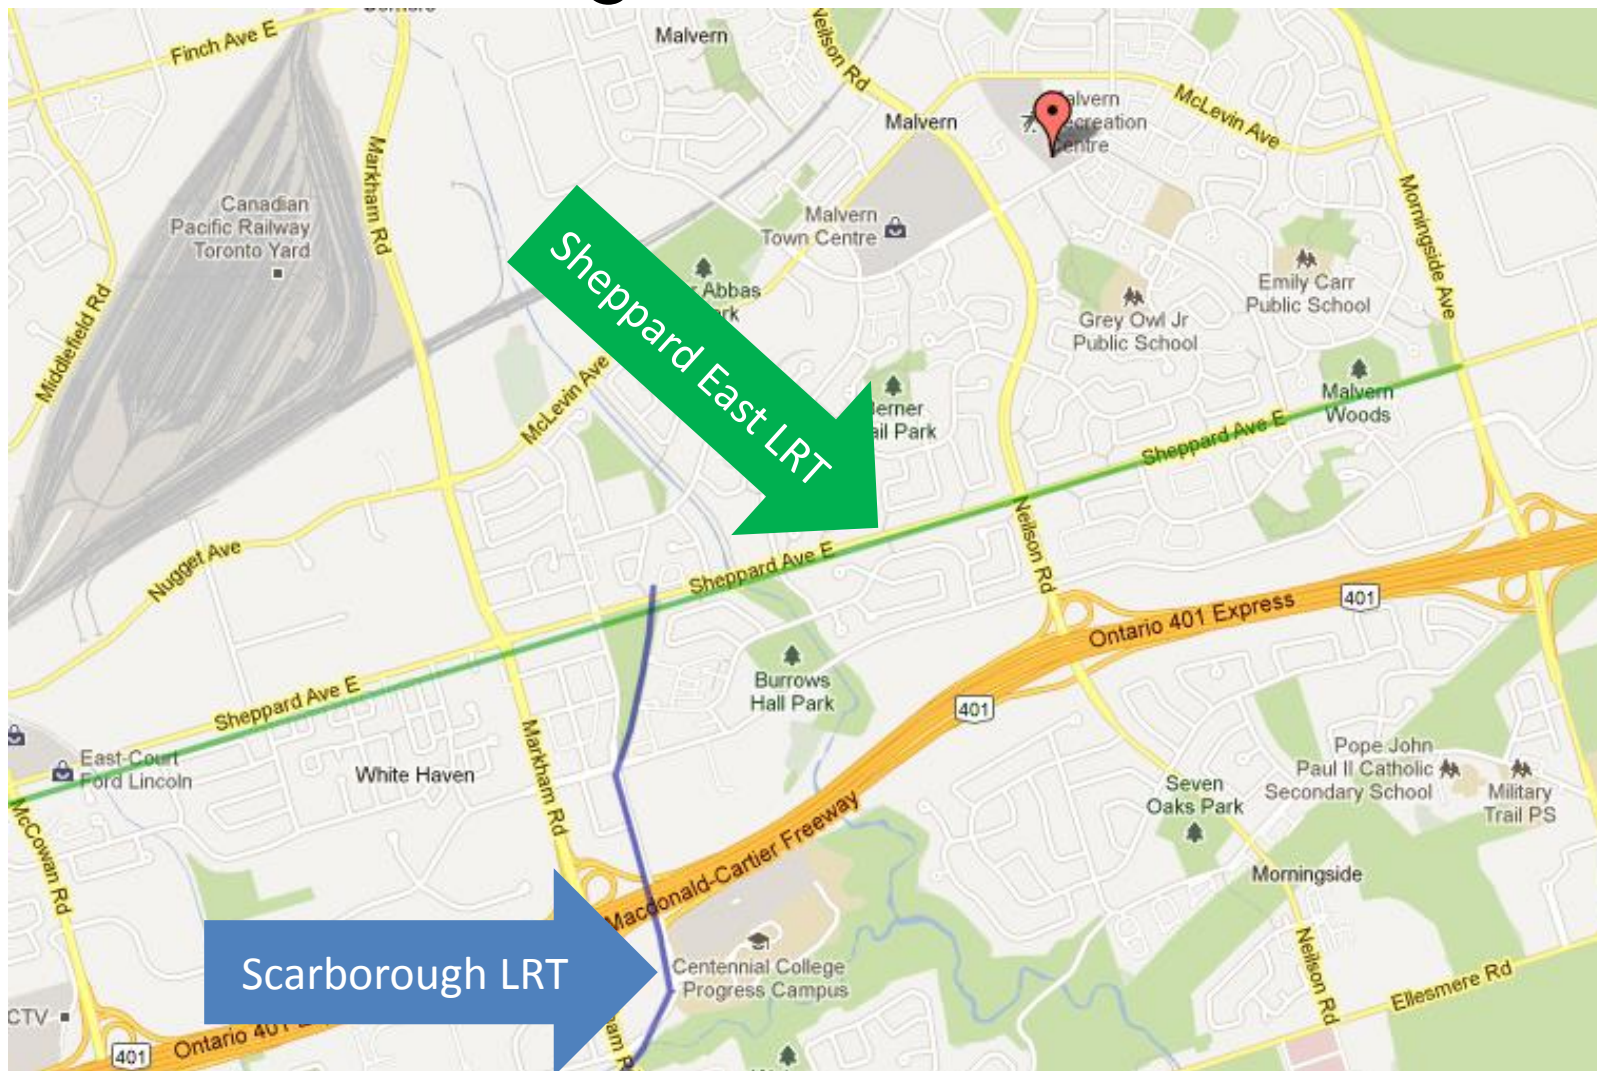 Finch Ave E
Malvern
Neilson Rd
McLevin Ave
Malvern
Malvern
Recreation
Centre
Markham Rd
Canadian
Pacific Railway
Toronto Yard
Malvern
Town Centre
Morningside Ave
Emily Carr
Public School
Grey Owl Jr
Public School
Middlefield Rd
Abbas
Sheppard East LRT
McLevin Ave
Malvern
Woods
Sheppard Ave E
Park
Nugget Ave
Neilson Rd
Sheppard Ave E
401
Ontario 401 Express
Burrows
Hall Park
401
Sheppard Ave E
East-Court
Ford Lincoln
White Haven
Markham Rd
Pope John
Paul II Catholic
Secondary School
Military
Trail PS
Seven
Oaks Park
McCowan Rd
Macdonald-Cartier Freeway
Morningside
Scarborough LRT
Centennial College
Progress Campus
Neilson Rd
Ellesmere Rd
CTV
401
Ontario 401